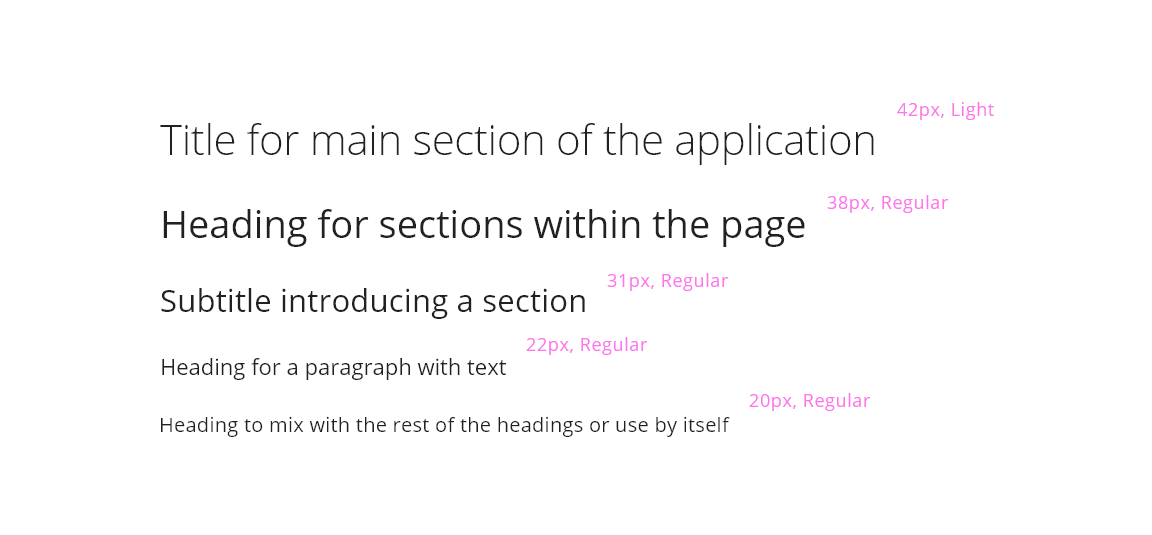 42px, Light
Title for main section of the application
38px, Regular
Heading for sections within the page
31px, Regular
Subtitle introducing a section
22px, Regular
Heading for a paragraph with text
20px, Regular
Heading to mix with the rest of the headings or use by itself